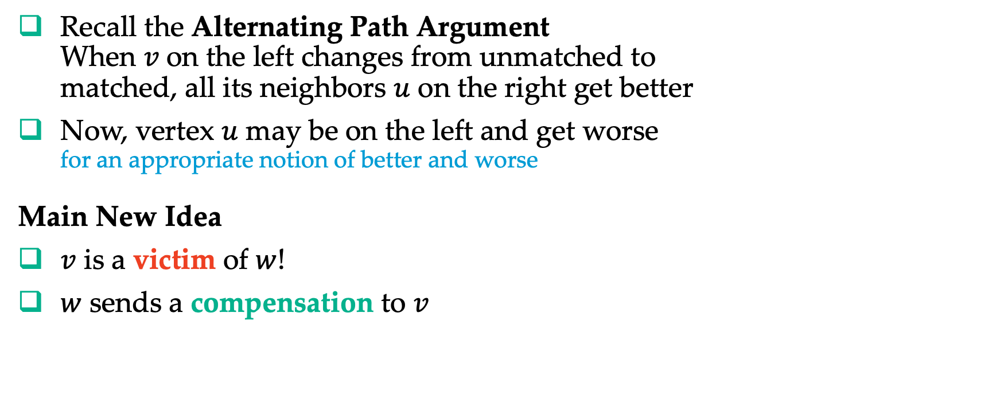 Recall the Alternating Path Argument
When v on the left changes from unmatched to
matched, all its neighbors u on the right get better
Now, vertex u may be on the left and get worse
for an appropriate notion of better and worse
Main New Idea
v is a victim of w!
w sends a compensation to v